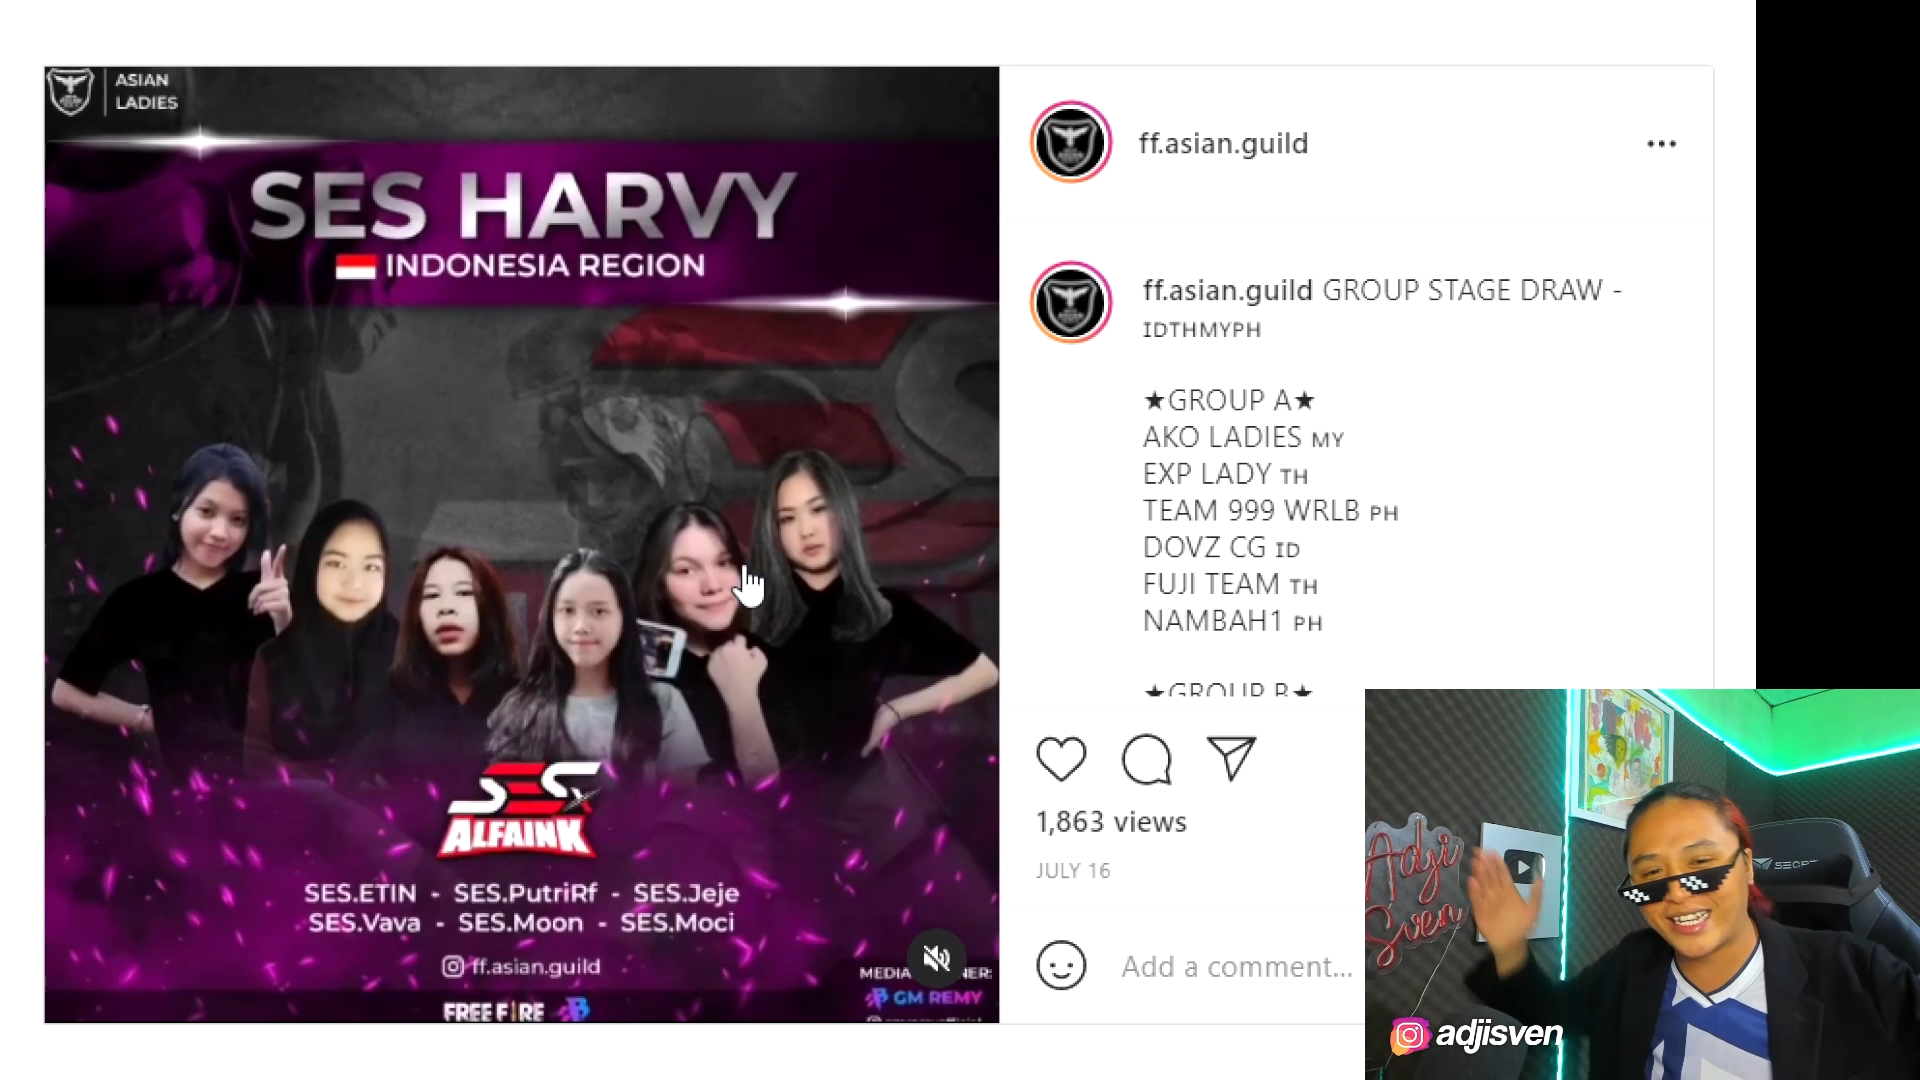 ASIAN
LADIES
SES HARVY
INDONESIA REGION
SES
ALFAINK
SES.ETIN - SES.PutriRf - SES.Jeje
SES.Vava - SES.Moon - SES.Moci
ff.asian.guild
FREE FIRE
MEDIA
NER:
GM REMY
ff.asian.guild
ff.asian.guild GROUP STAGE DRAW -
IDTHMYPH
★GROUP A★
AKO LADIES MY
EXP LADY TH
TEAM 999 WRLB PH
DOVZ CG ID
FUJI TEAM TH
NAMBAH1 PH
★GROUP B★
1,863 views
JULY 16
Add a comment...
Adji
Sven
adjisven